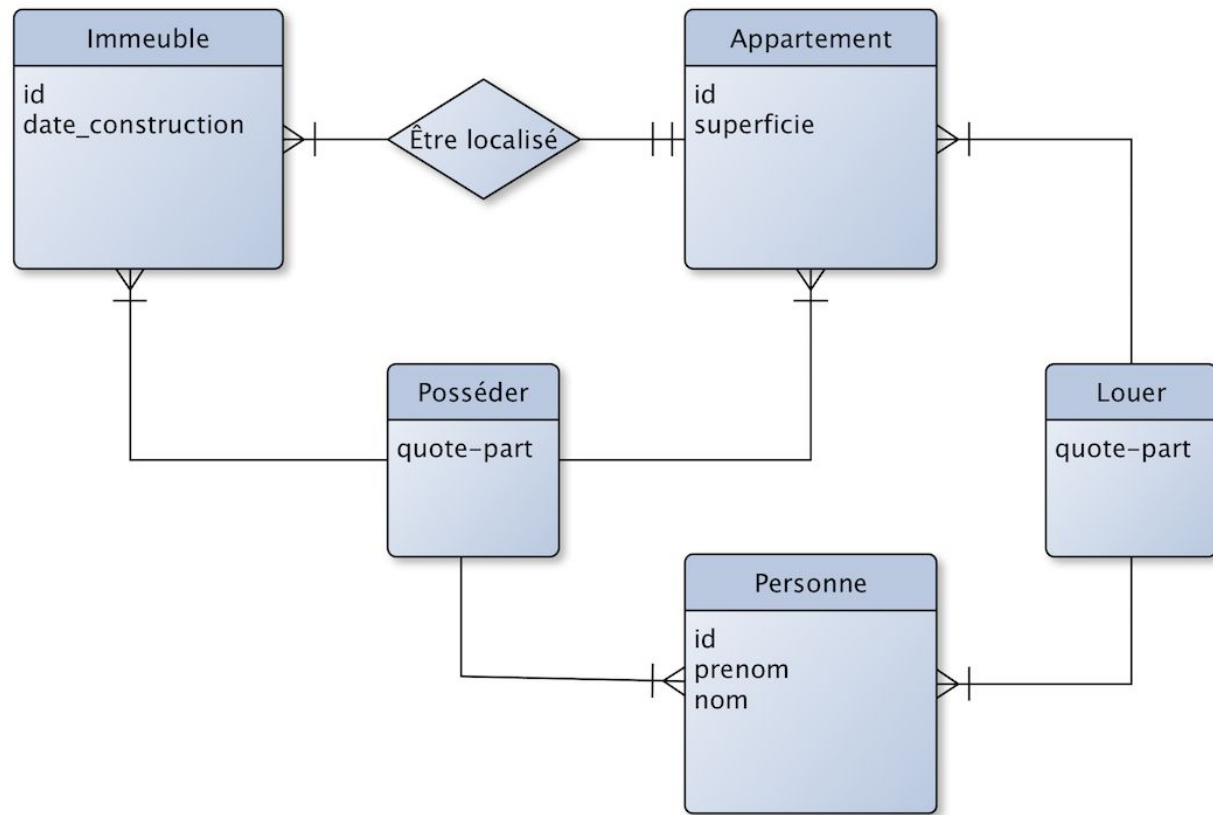 Immeuble
id
date_construction
Être localisé
Appartement
id
superficie
Posséder
quote-part
Louer
quote-part
Personne
id
prenom
nom